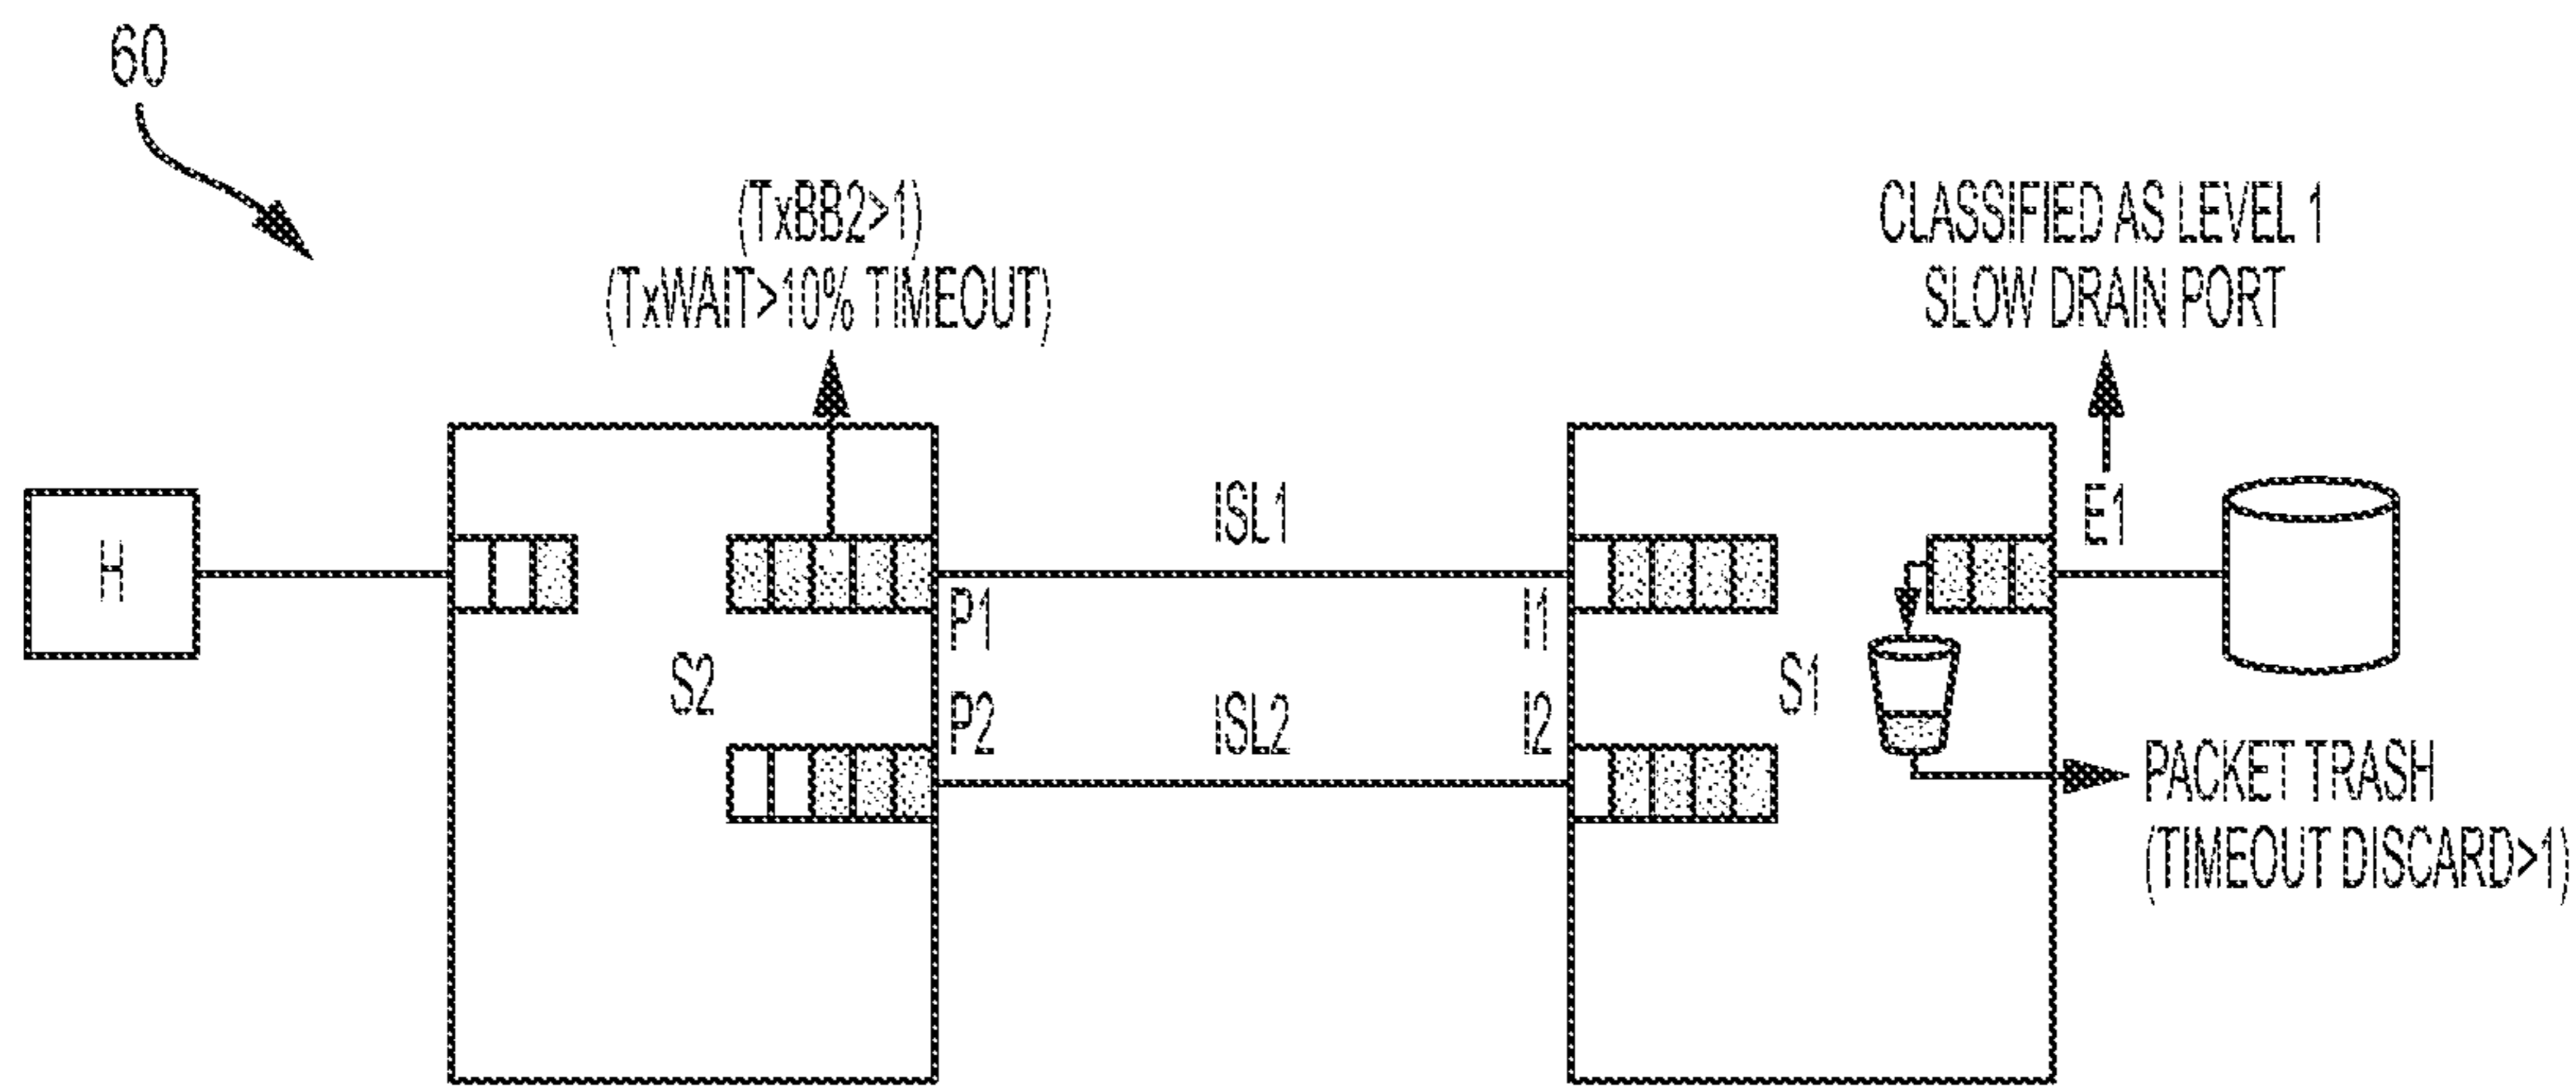 60
(TxBB2>1)
(TxWAIT>10% TIMEOUT)
CLASSIFIED AS LEVEL 1
SLOW DRAIN PORT
H
ISL1
E1
P1
I1
S2
S1
P2
ISL2
I2
PACKET TRASH
(TIMEOUT DISCARD>1)